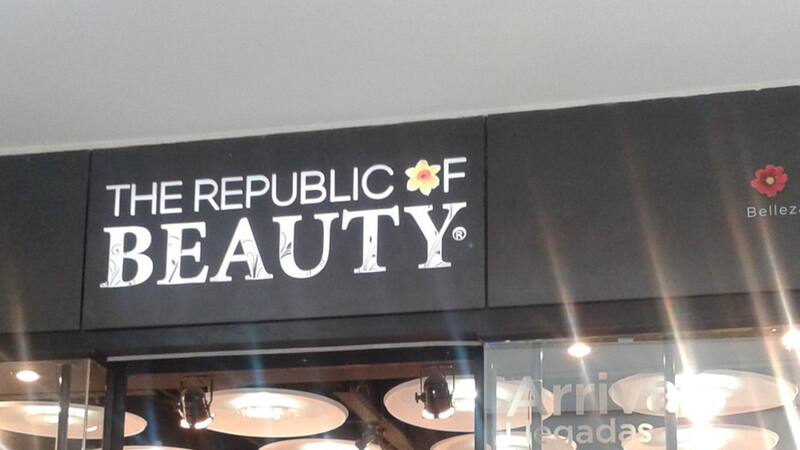 THE REPUBLIC OF
BEAUTY®
Belleza
Arriva
Llegadas